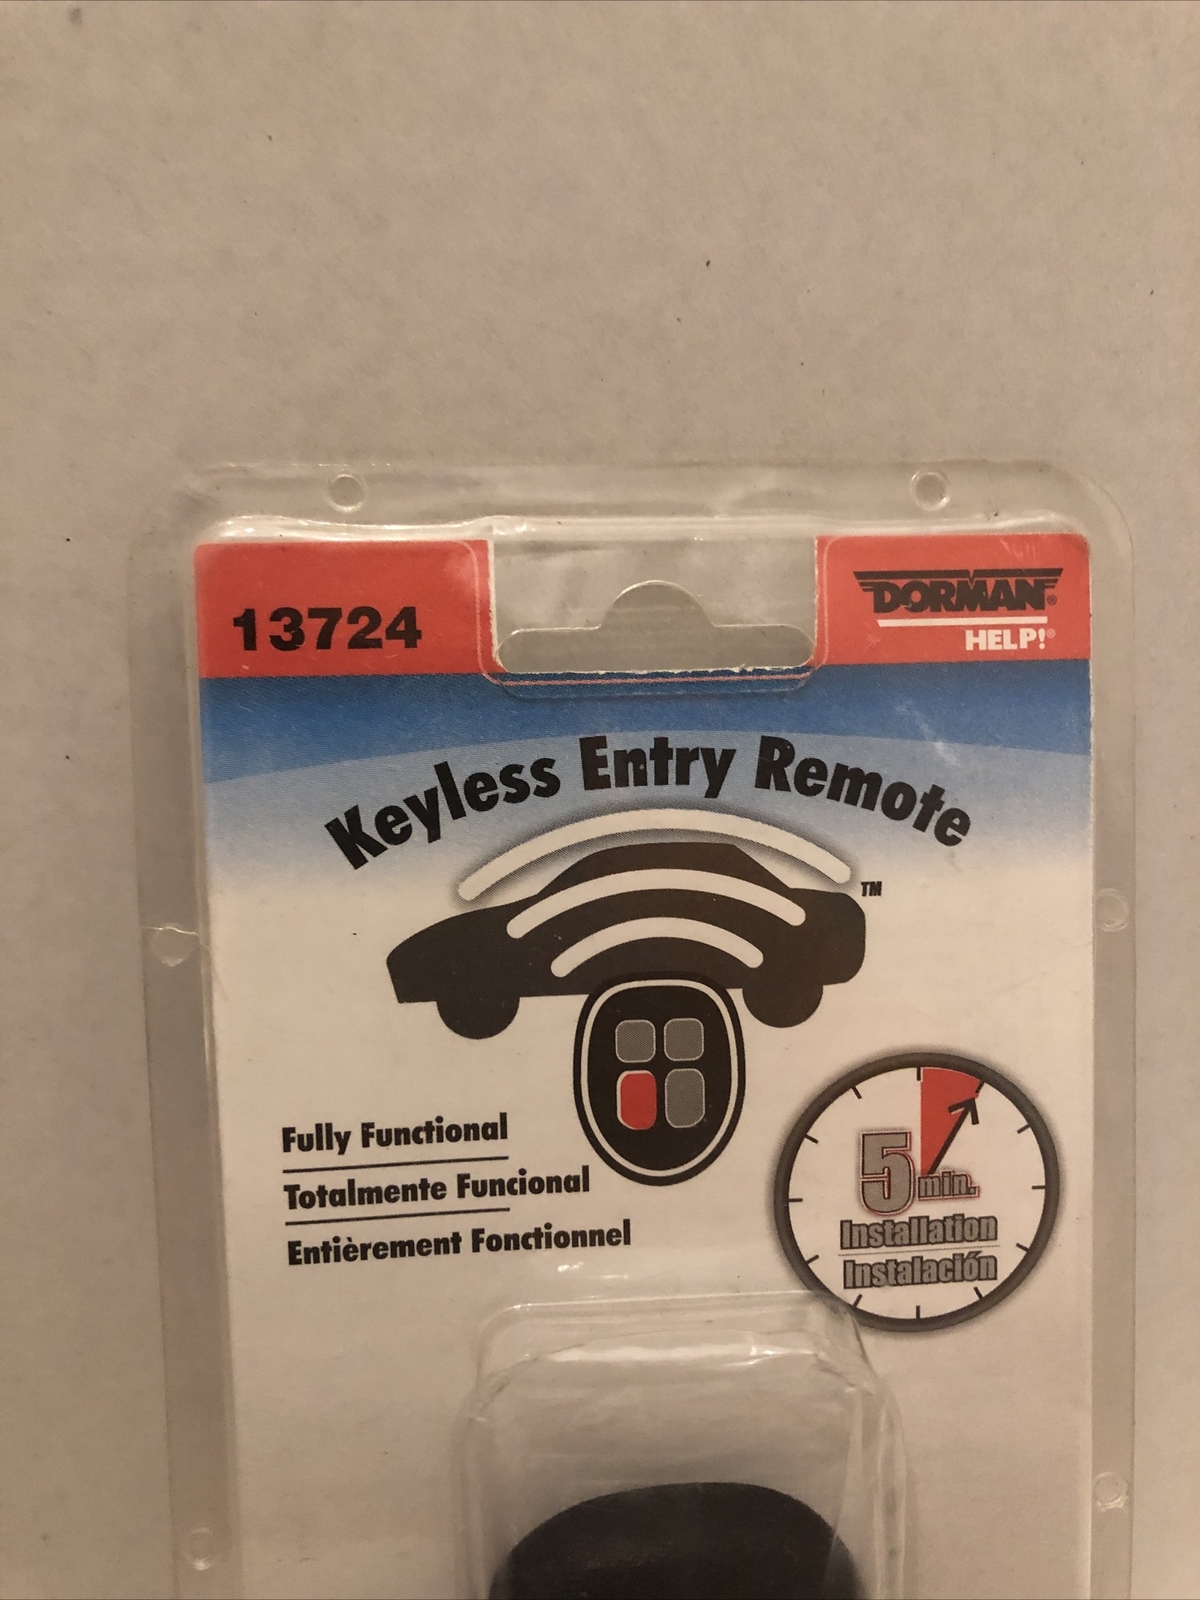 13724
DORMAN®
HELP!®
Keyless Entry Remote
TM
Fully Functional
Totalmente Funcional
Entièrement Fonctionnel
5 min.
Installation
Instalación